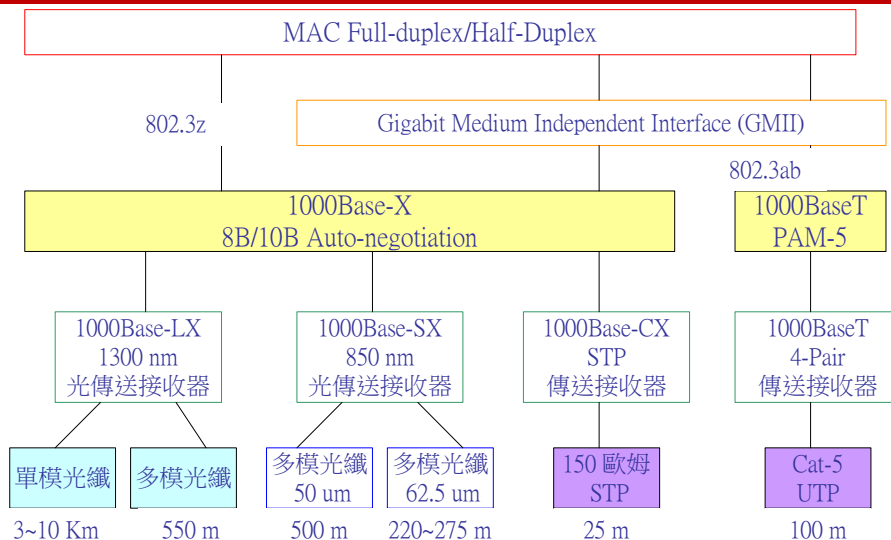 MAC Full-duplex/Half-Duplex
802.3z
Gigabit Medium Independent Interface (GMII)
802.3ab
1000Base-X
8B/10B Auto-negotiation
1000BaseT
PAM-5
1000Base-LX
1300 nm
光傳送接收器
1000Base-SX
850 nm
光傳送接收器
1000Base-CX
STP
傳送接收器
1000BaseT
4-Pair
傳送接收器
單模光纖
多模光纖
多模光纖
50 um
多模光纖
62.5 um
150 歐姆
STP
Cat-5
UTP
3~10 Km
550 m
500 m
220~275 m
25 m
100 m